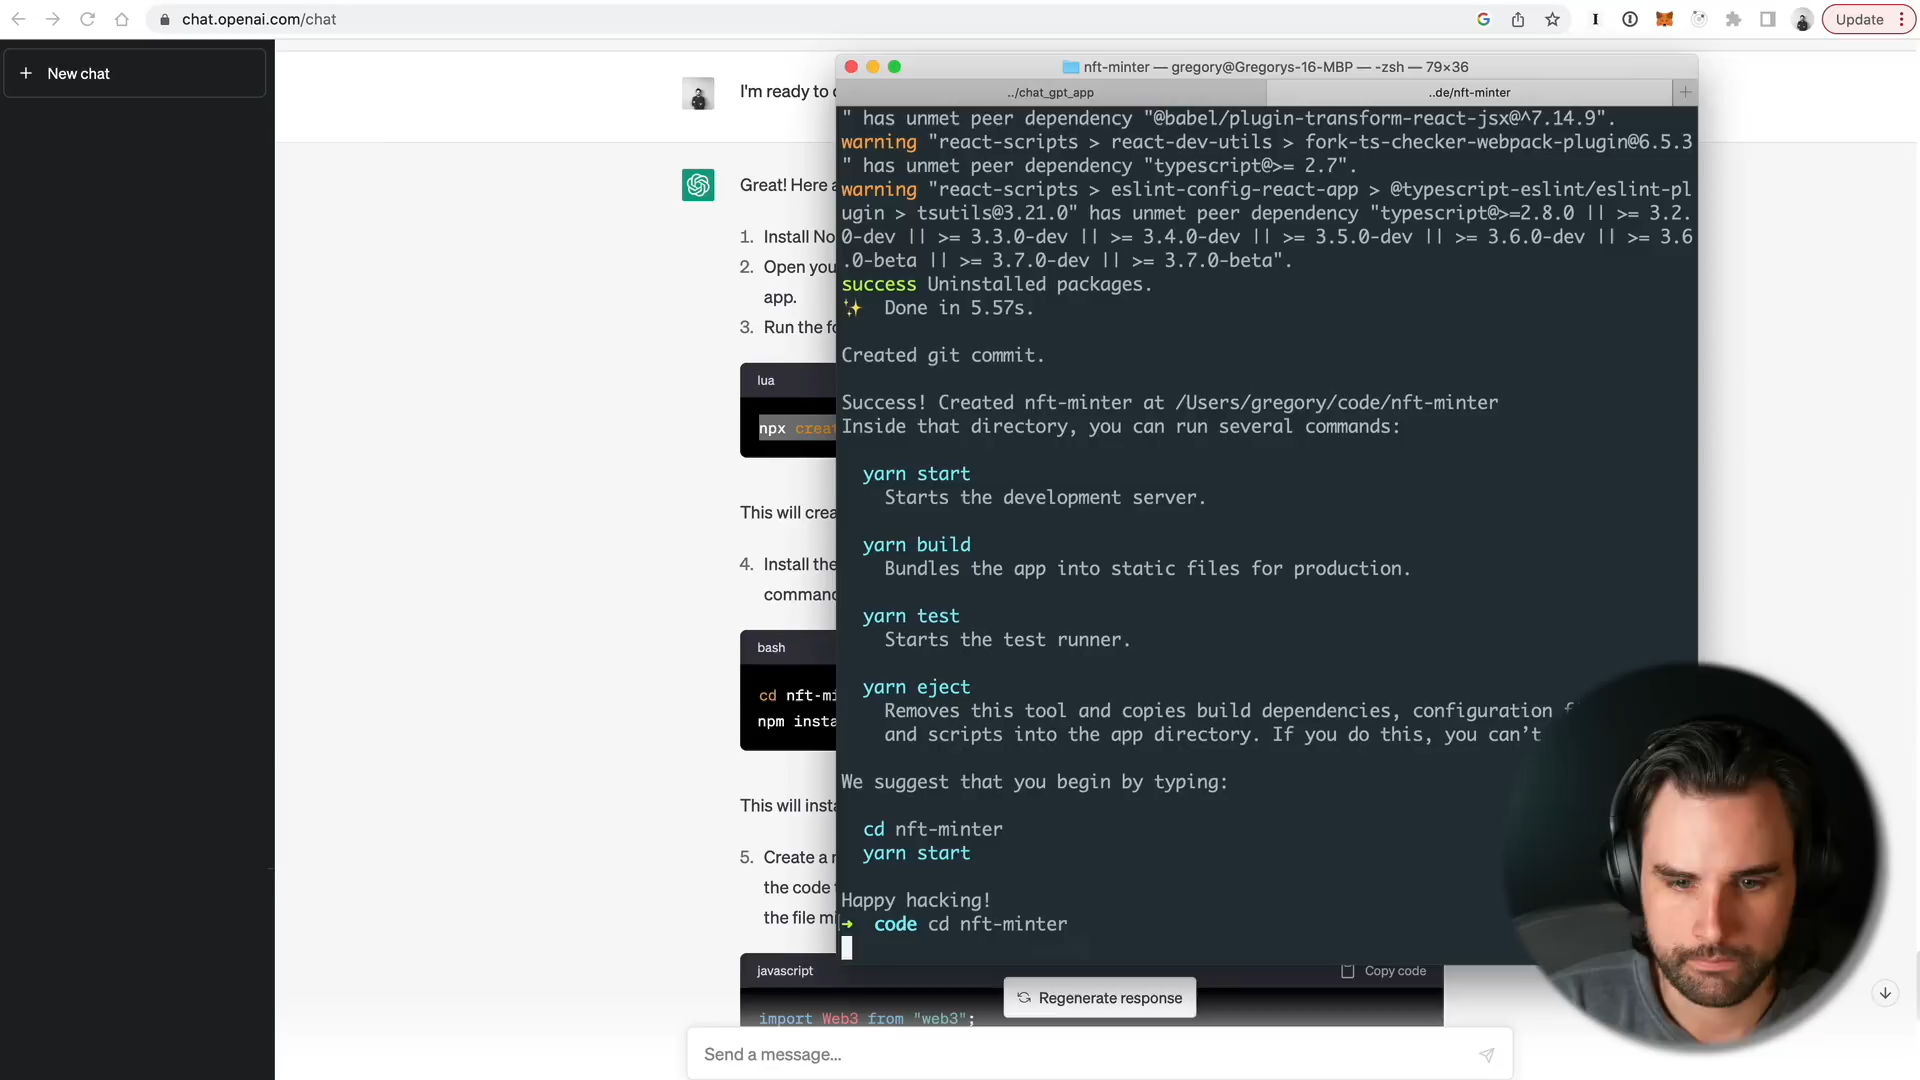 chat.openai.com/chat
Update
New chat
I'm ready to
Great! Here
1. Install No
2. Open you
app.
3. Run the fo
lua
npx creat
This will crea
4. Install the
command
bash
cd nft-mi
npm insta
This will insta
5. Create a
the code
the file mi
javascript
Copy code
import Web3 from "web3";
Regenerate response
Send a message...
nft-minter — gregory@Gregorys-16-MBP — -zsh — 79×36
../chat_gpt_app
..de/nft-minter
" has unmet peer dependency "@babel/plugin-transform-react-jsx@^7.14.9".
warning "react-scripts > react-dev-utils > fork-ts-checker-webpack-plugin@6.5.3
" has unmet peer dependency "typescript@>= 2.7".
warning "react-scripts > eslint-config-react-app > @typescript-eslint/eslint-pl
ugin > tsutils@3.21.0" has unmet peer dependency "typescript@>=2.8.0 || >= 3.2.
0-dev || >= 3.3.0-dev || >= 3.4.0-dev || >= 3.5.0-dev || >= 3.6.0-dev || >= 3.6
.0-beta || >= 3.7.0-dev || >= 3.7.0-beta".
success Uninstalled packages.
✨ Done in 5.57s.
Created git commit.
Success! Created nft-minter at /Users/gregory/code/nft-minter
Inside that directory, you can run several commands:
yarn start
Starts the development server.
yarn build
Bundles the app into static files for production.
yarn test
Starts the test runner.
yarn eject
Removes this tool and copies build dependencies, configuration
and scripts into the app directory. If you do this, you can’t
We suggest that you begin by typing:
cd nft-minter
yarn start
Happy hacking!
➜ code cd nft-minter